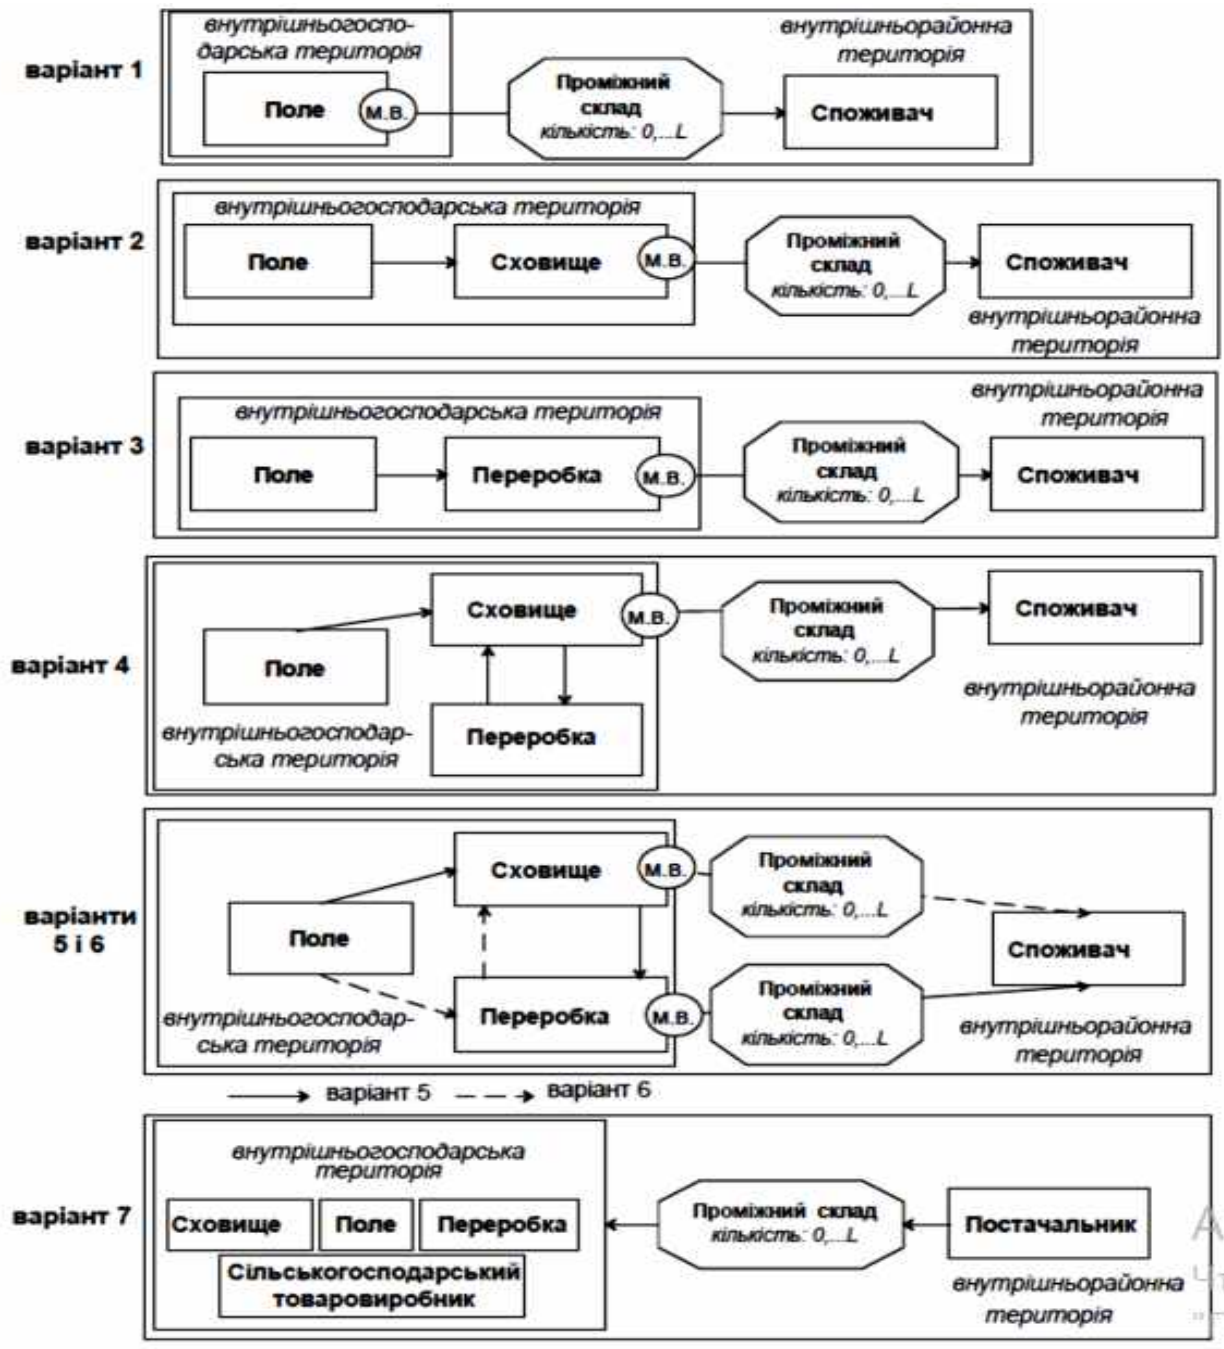 внутрішньогоспо-
дарська територія
внутрішньорайонна
територія
варіант 1
Поле
М.В.
Проміжний
склад
кількість: 0,...L
Споживач
внутрішньогосподарська територія
варіант 2
Поле
Сховище
М.В.
Проміжний
склад
кількість: 0,...L
Споживач
внутрішньорайонна
територія
внутрішньогосподарська територія
внутрішньорайонна
територія
варіант 3
Поле
Переробка
М.В.
Проміжний
склад
кількість: 0,...L
Споживач
варіант 4
Сховище
М.В.
Проміжний
склад
кількість: 0,...L
Споживач
Поле
внутрішньогосподар-
ська територія
Переробка
внутрішньорайонна
територія
варіанти
5 і 6
Сховище
М.В.
Проміжний
склад
кількість: 0,...L
Поле
Споживач
Переробка
М.В.
Проміжний
склад
кількість: 0,...L
внутрішньогосподар-
ська територія
внутрішньорайонна
територія
варіант 5
варіант 6
внутрішньогосподарська
територія
варіант 7
Сховище
Поле
Переробка
Сільськогосподарський
товаровиробник
Проміжний склад
кількість: 0,...L
Постачальник
внутрішньорайонна
територія